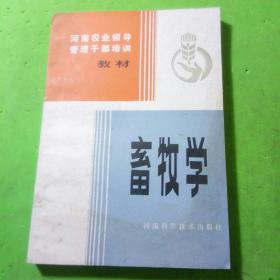 河南农业领导
管理干部培训
教材
畜牧学
河南科学技术出版社